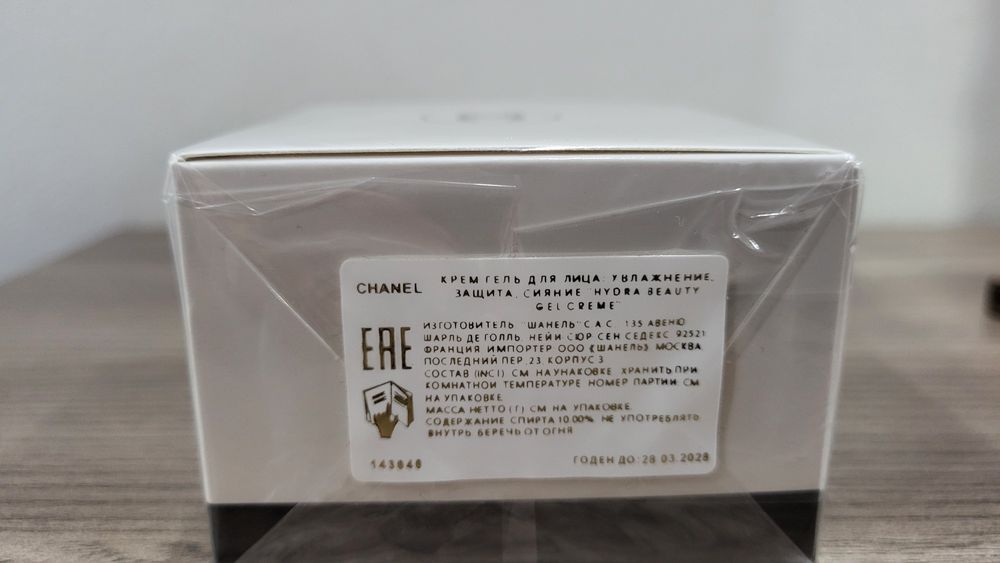 CHANEL
КРЕМ ГЕЛЬ ДЛЯ ЛИЦА: УВЛАЖНЕНИЕ,
ЗАЩИТА, СИЯНИЕ "HYDRA BEAUTY
GEL CREME"
EAC
ИЗГОТОВИТЕЛЬ "ШАНЕЛЬ" С.А.С. 135 АВЕНЮ
ШАРЛЬ ДЕ ГОЛЛЬ, НЕЙИ СЮР СЕН СЕДЕКС 92521
ФРАНЦИЯ ИМПОРТЕР: ООО «ШАНЕЛЬ» МОСКВА
ПОСЛЕДНИЙ ПЕР, 23, КОРПУС 3
СОСТАВ (INCI) СМ НА УПАКОВКЕ ХРАНИТЬ ПРИ
КОМНАТНОЙ ТЕМПЕРАТУРЕ НОМЕР ПАРТИИ СМ
НА УПАКОВКЕ
МАССА НЕТТО (Г) СМ НА УПАКОВКЕ
СОДЕРЖАНИЕ СПИРТА 10.00% НЕ УПОТРЕБЛЯТЬ
ВНУТРЬ БЕРЕЧЬ ОТ ОГНЯ
143640
ГОДЕН ДО: 28 03.2028